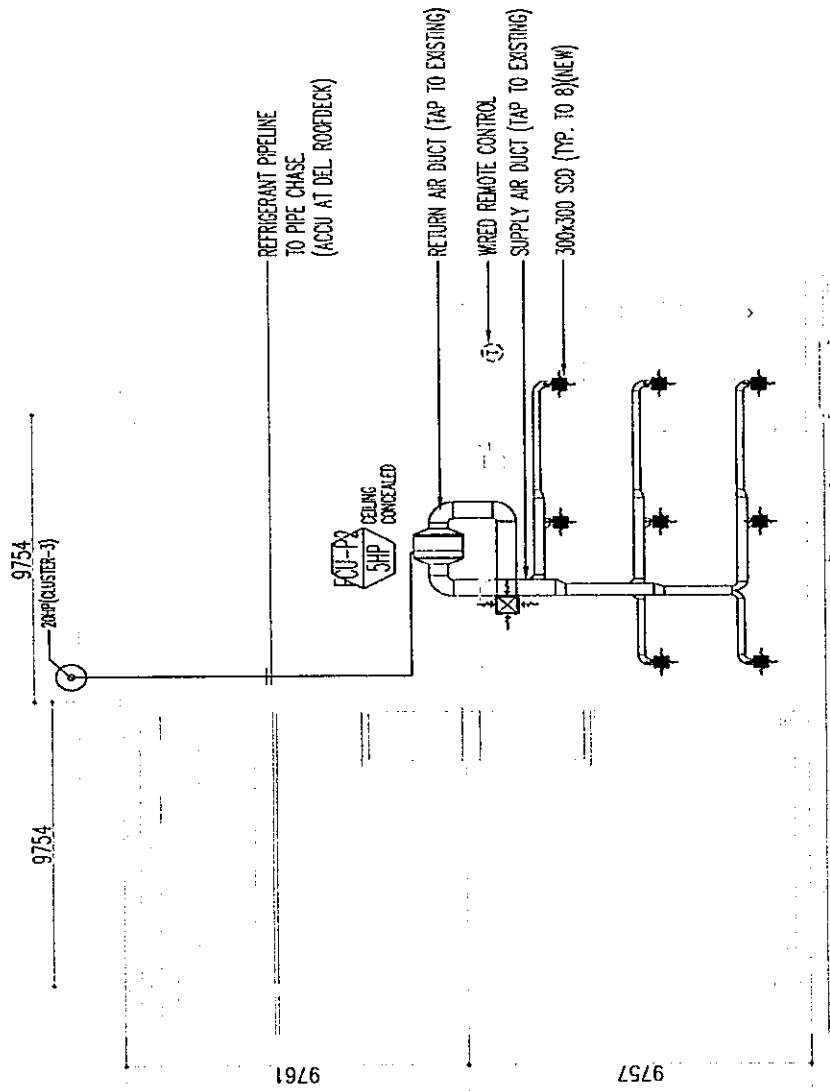 9754
9754
20HP(CLUSTER-3)
REFRIGERANT PIPELINE
TO PIPE CHASE.
(ACCU AT DEL ROOFDECK)
FCU-P2
5HP
CEILING
CONCEALED
RETURN AIR DUCT (TAP TO EXISTING)
WIRED REMOTE CONTROL
SUPPLY AIR DUCT (TAP TO EXISTING)
300x300 SCD (TYP. TO 8)(NEW)
T
9761
9757